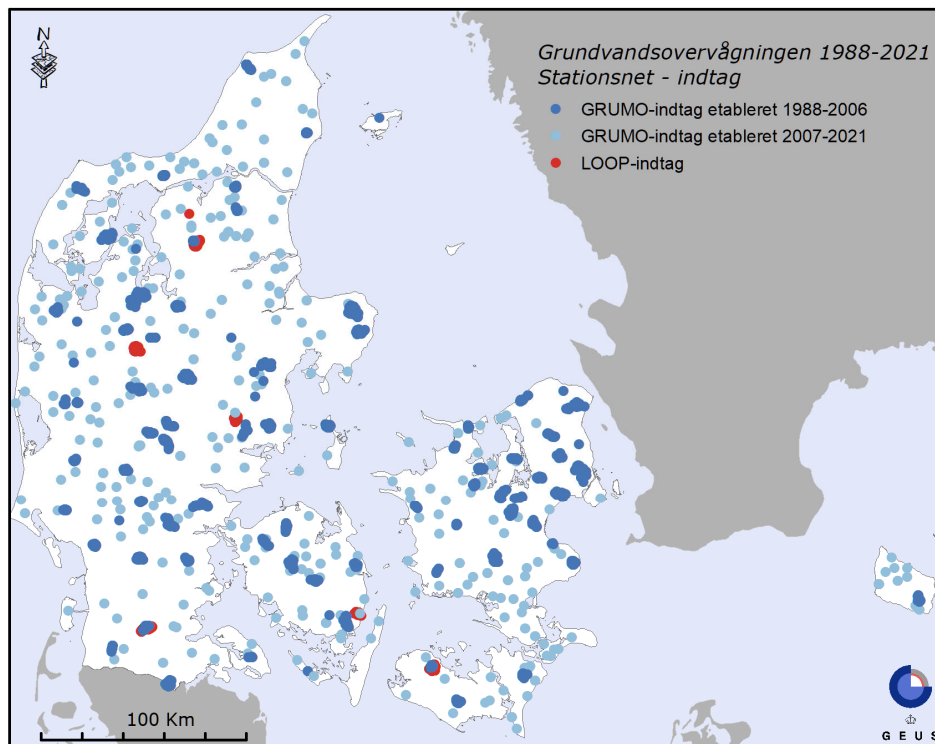 N
Grundvandsovervågningen 1988-2021
Stationsnet - indtag
GRUMO-indtag etableret 1988-2006
GRUMO-indtag etableret 2007-2021
LOOP-indtag
100 Km
G E U S